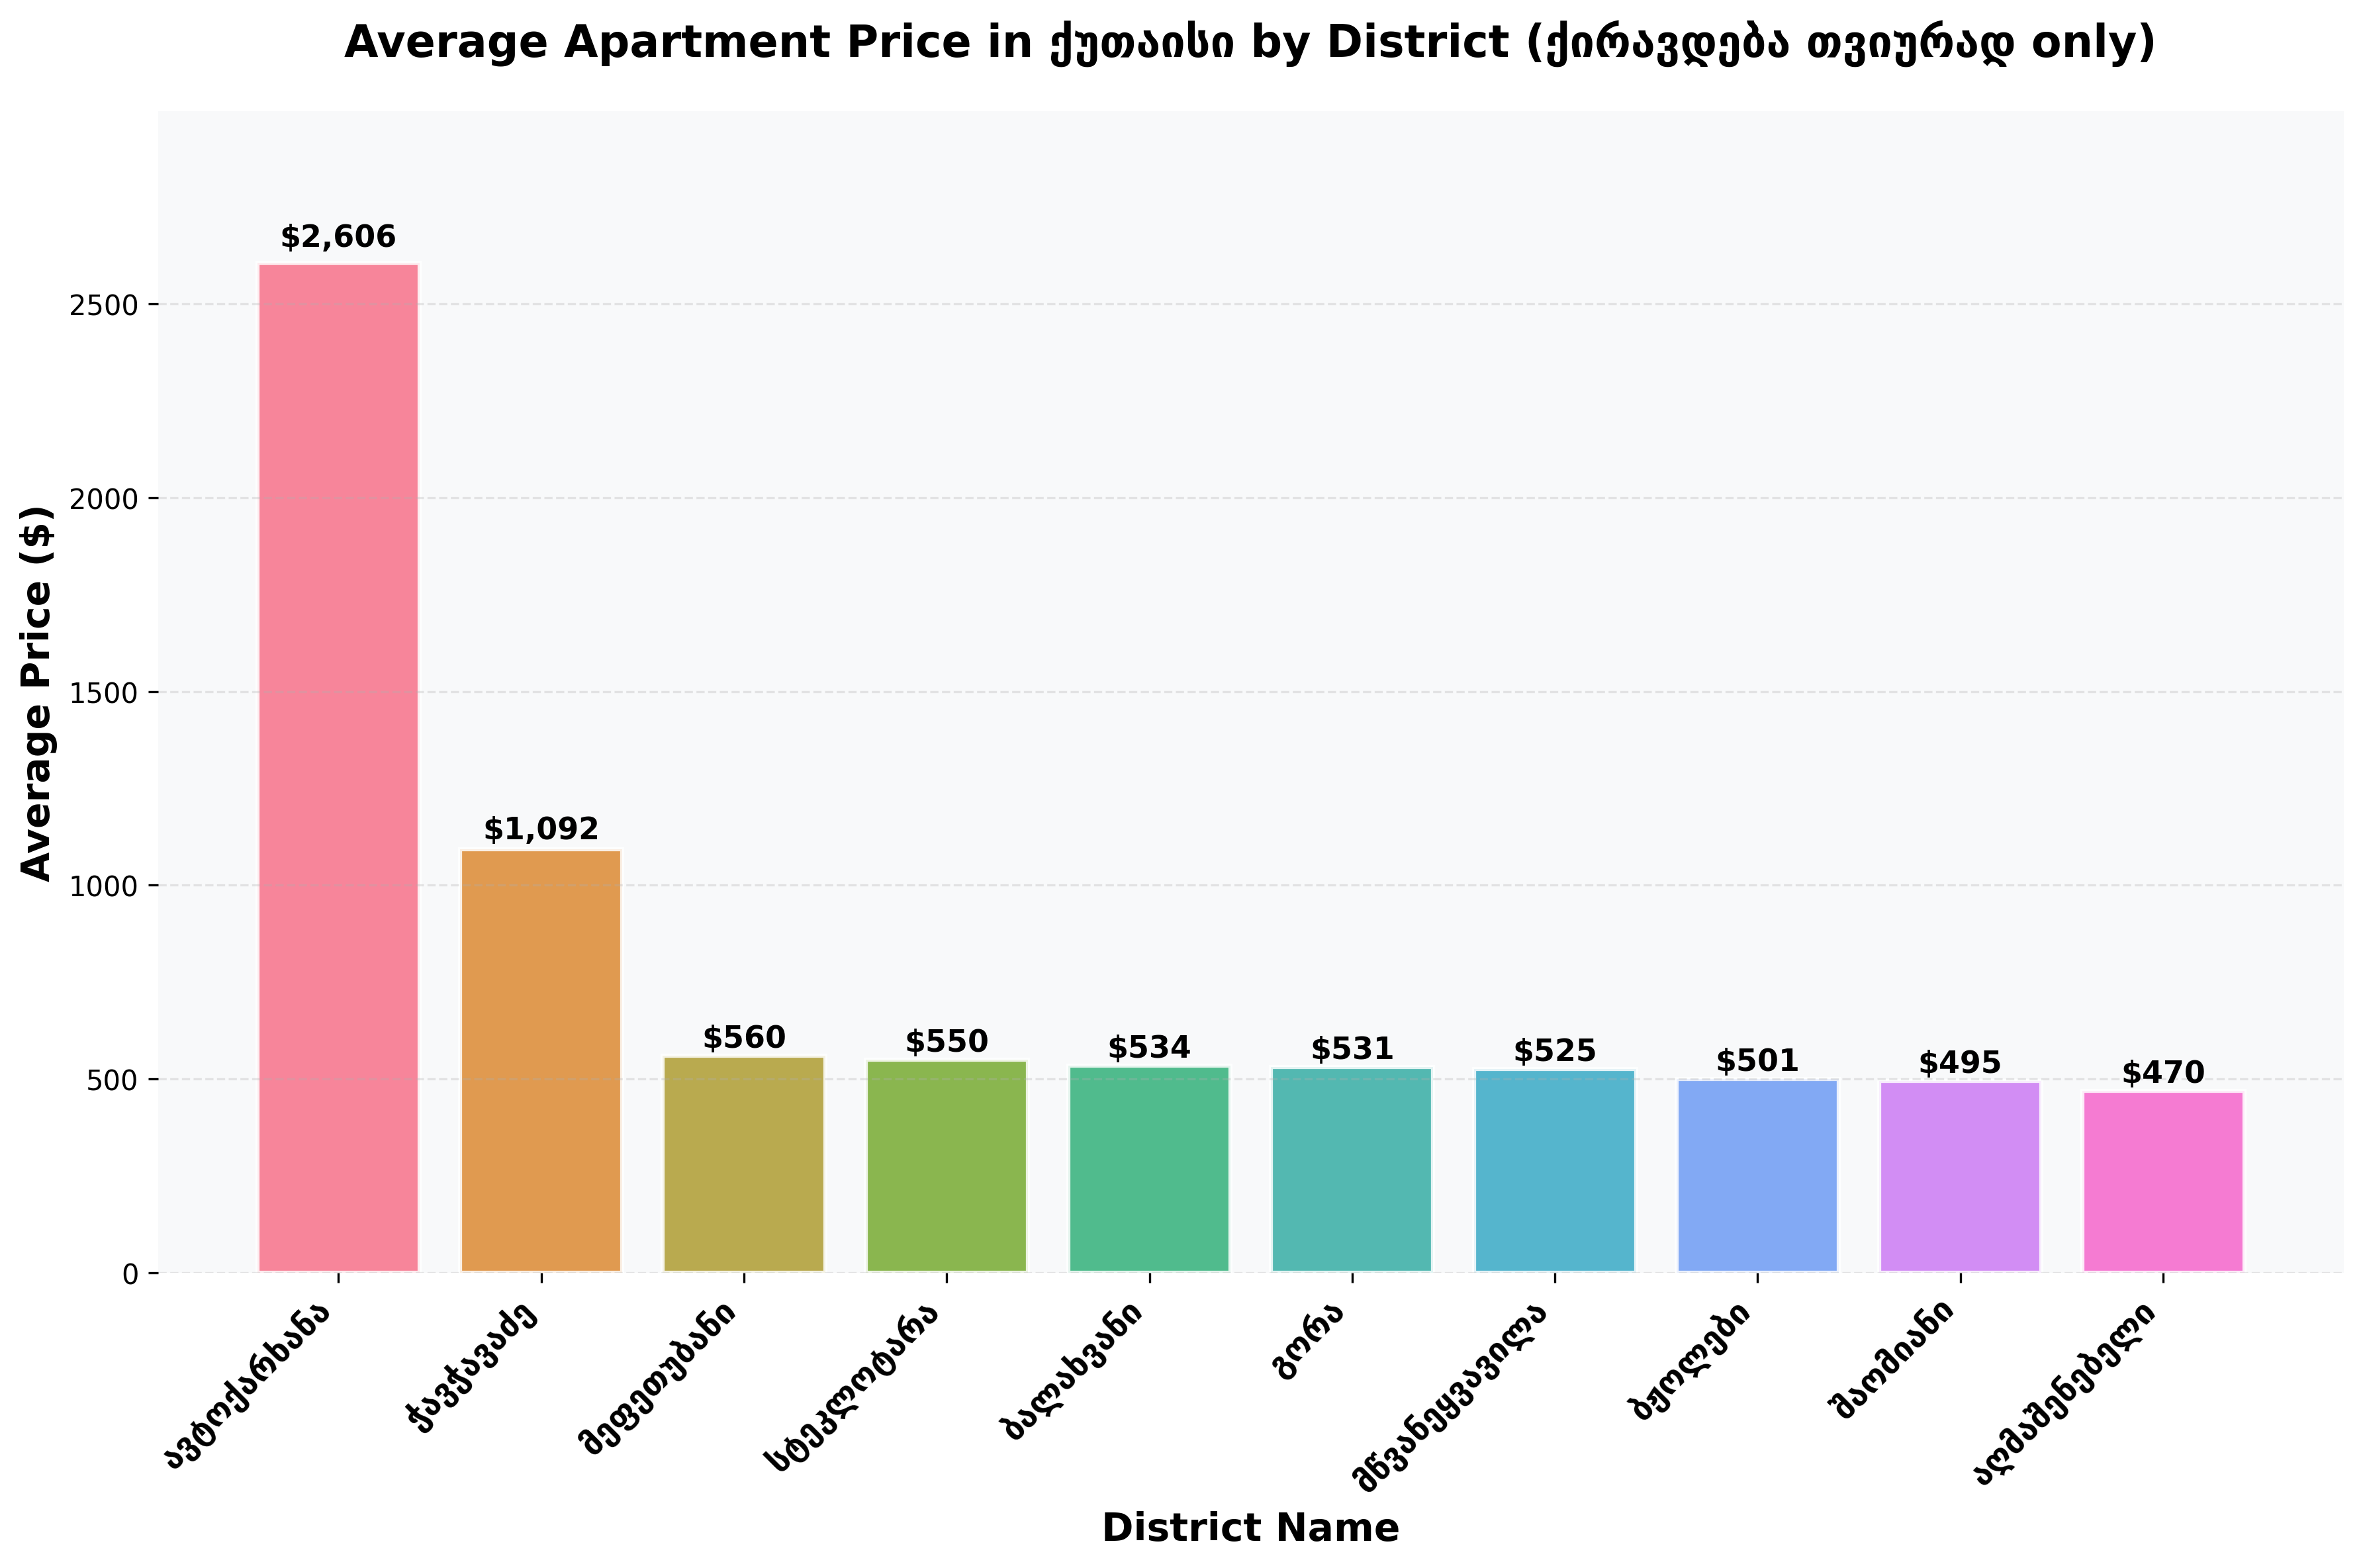 Average Apartment Price in ქუთაისი by District (ქირავდება თვიურად only)
Average Price ($)
2500
2000
1500
1000
500
0
$2,606
$1,092
$560
$550
$534
$531
$525
$501
$495
$470
ავტოქარხანა
ჭავჭავაძე
მეფეთუბანი
სტეკლოტარა
ბალახვანი
გორა
მწვანეყვავილა
ბჟოლები
შაომიანი
აღმაშენებელი
District Name